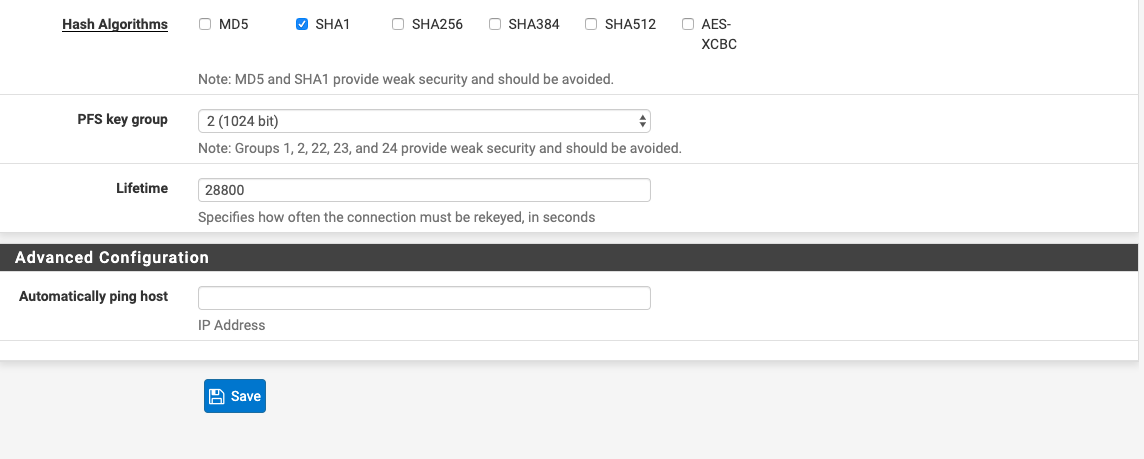 Hash Algorithms MD5 SHA1 SHA256 SHA384 SHA512 AES-
XCBC
Note: MD5 and SHA1 provide weak security and should be avoided.
PFS key group 2 (1024 bit)
Note: Groups 1, 2, 22, 23, and 24 provide weak security and should be avoided.
Lifetime 28800
Specifies how often the connection must be rekeyed, in seconds
Advanced Configuration
Automatically ping host
IP Address
Save